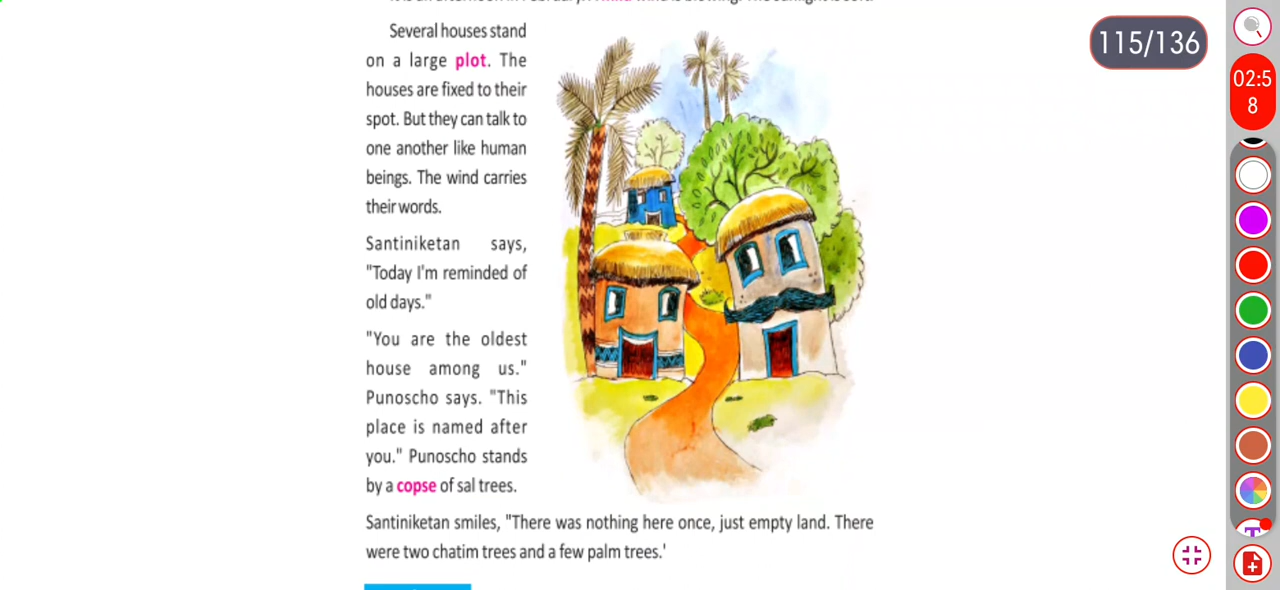 Several houses stand
on a large plot. The
houses are fixed to their
spot. But they can talk to
one another like human
beings. The wind carries
their words.
Santiniketan says,
"Today I'm reminded of
old days."
"You are the oldest
house among us."
Punoscho says. "This
place is named after
you." Punoscho stands
by a copse of sal trees.
Santiniketan smiles, "There was nothing here once, just empty land. There
were two chatim trees and a few palm trees.'
115/136
02:5
8